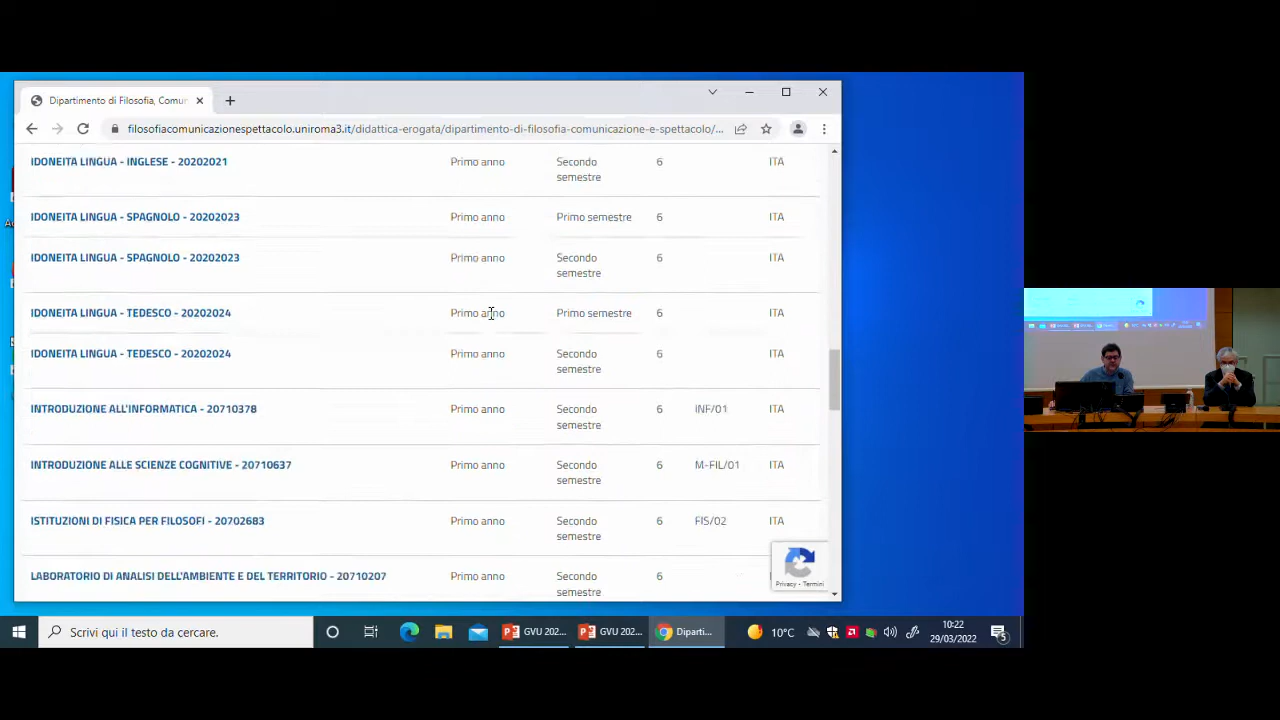 Dipartimento di Filosofia, Comu
filosofiacomunicazionespettacolo.uniroma3.it/didattica-erogata/dipartimento-di-filosofia-comunicazione-e-spettacolo/...
IDONEITA LINGUA - INGLESE - 20202021 Primo anno Secondo semestre 6 ITA
IDONEITA LINGUA - SPAGNOLO - 20202023 Primo anno Primo semestre 6 ITA
IDONEITA LINGUA - SPAGNOLO - 20202023 Primo anno Secondo semestre 6 ITA
IDONEITA LINGUA - TEDESCO - 20202024 Primo anno Primo semestre 6 ITA
IDONEITA LINGUA - TEDESCO - 20202024 Primo anno Secondo semestre 6 ITA
INTRODUZIONE ALL'INFORMATICA - 20710378 Primo anno Secondo semestre 6 INF/01 ITA
INTRODUZIONE ALLE SCIENZE COGNITIVE - 20710637 Primo anno Secondo semestre 6 M-FIL/01 ITA
ISTITUZIONI DI FISICA PER FILOSOFI - 20702683 Primo anno Secondo semestre 6 FIS/02 ITA
LABORATORIO DI ANALISI DELL'AMBIENTE E DEL TERRITORIO - 20710207 Primo anno Secondo semestre 6
Privacy - Termini
Scrivi qui il testo da cercare.
GVU 202...
GVU 202...
Diparti...
10°C
10:22
29/03/2022
5